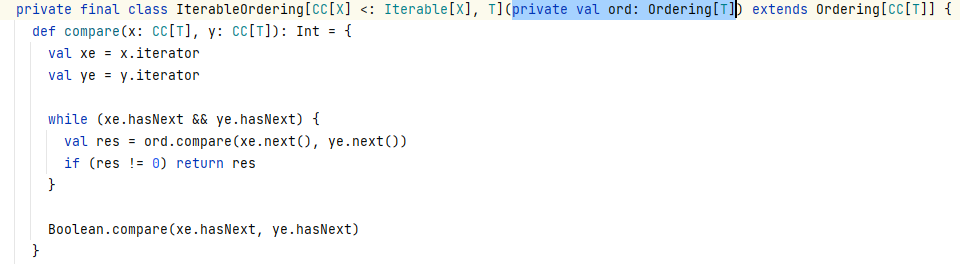 private final class IterableOrdering[CC[X] <: Iterable[X], T](private val ord: Ordering[T]) extends Ordering[CC[T]] {
  def compare(x: CC[T], y: CC[T]): Int = {
    val xe = x.iterator
    val ye = y.iterator

    while (xe.hasNext && ye.hasNext) {
      val res = ord.compare(xe.next(), ye.next())
      if (res != 0) return res
    }

    Boolean.compare(xe.hasNext, ye.hasNext)
  }